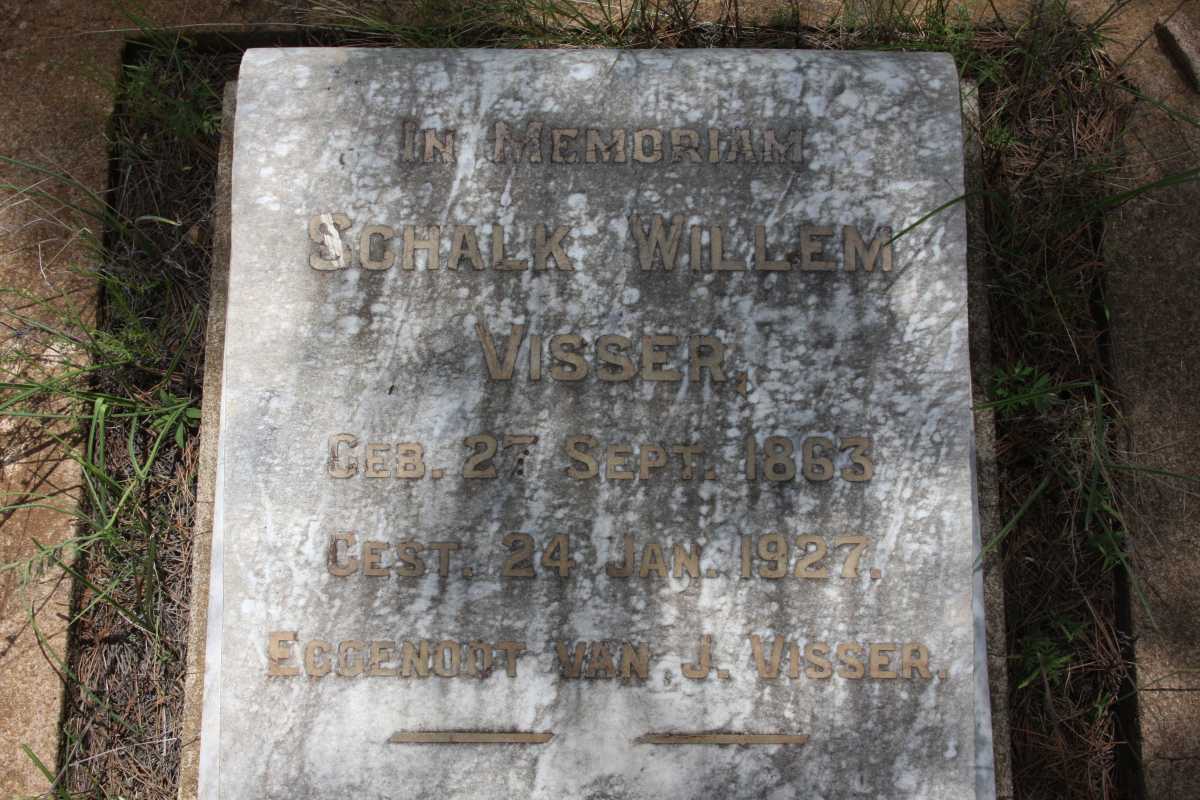 In Memoriam
Schalk Willem
Visser,
Geb. 27 Sept. 1863
Gest. 24 Jan. 1927.
Eggenoot van J. Visser.